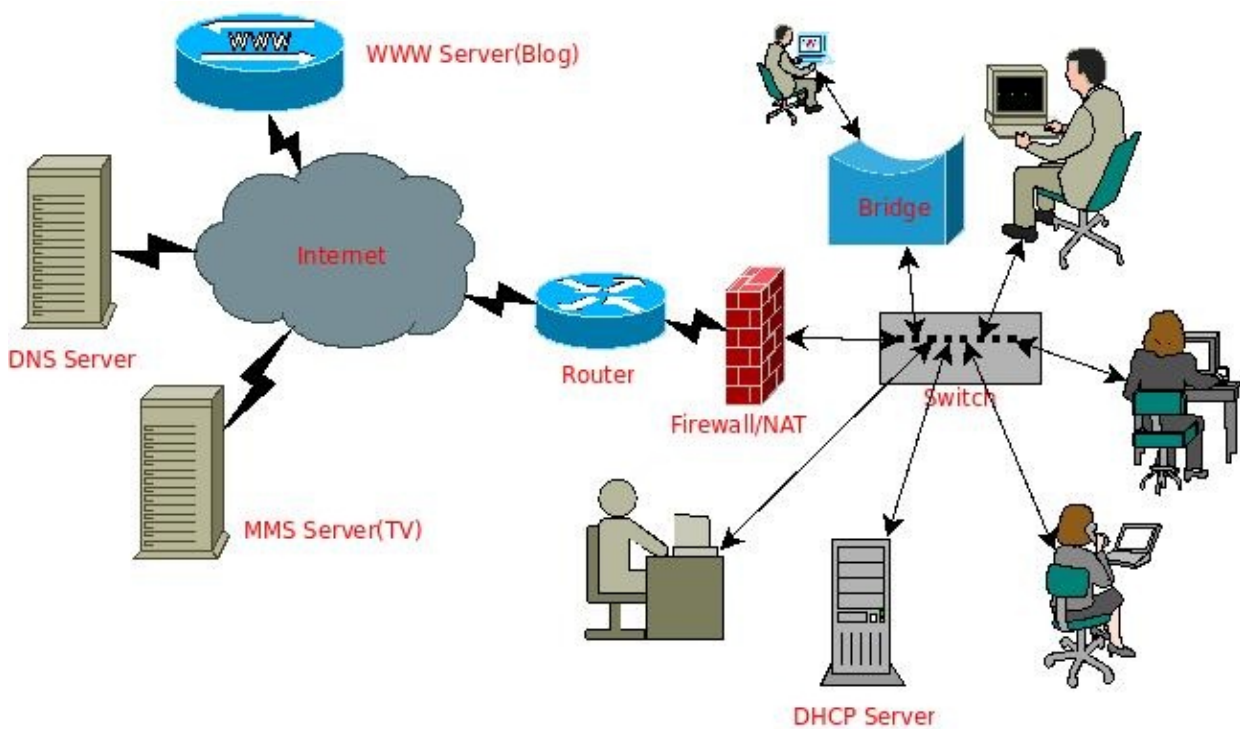 WWW
WWW Server(Blog)
Bridge
Internet
DNS Server
Router
Switch
Firewall/NAT
MMS Server(TV)
DHCP Server